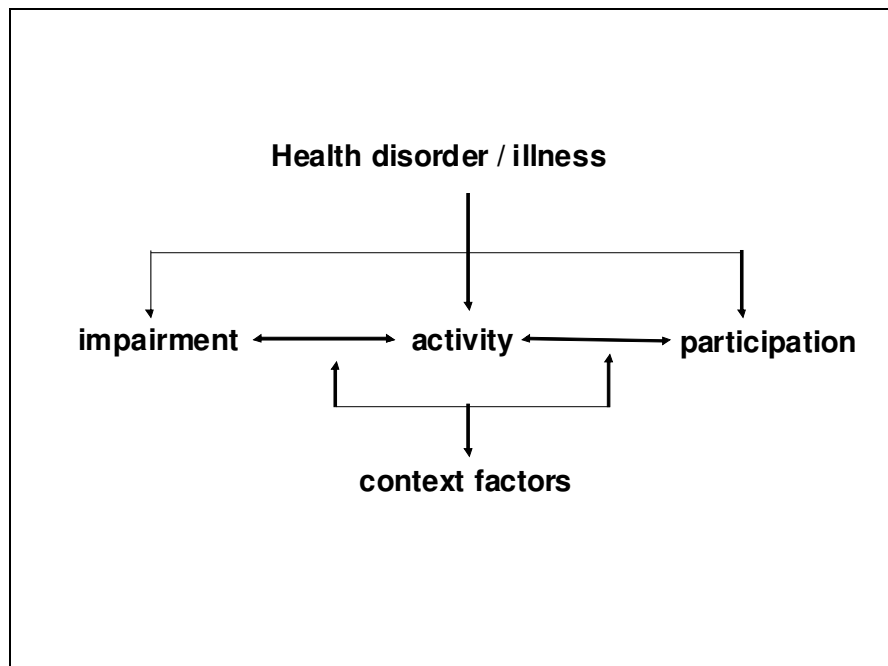 Health disorder / illness
impairment
activity
participation
context factors